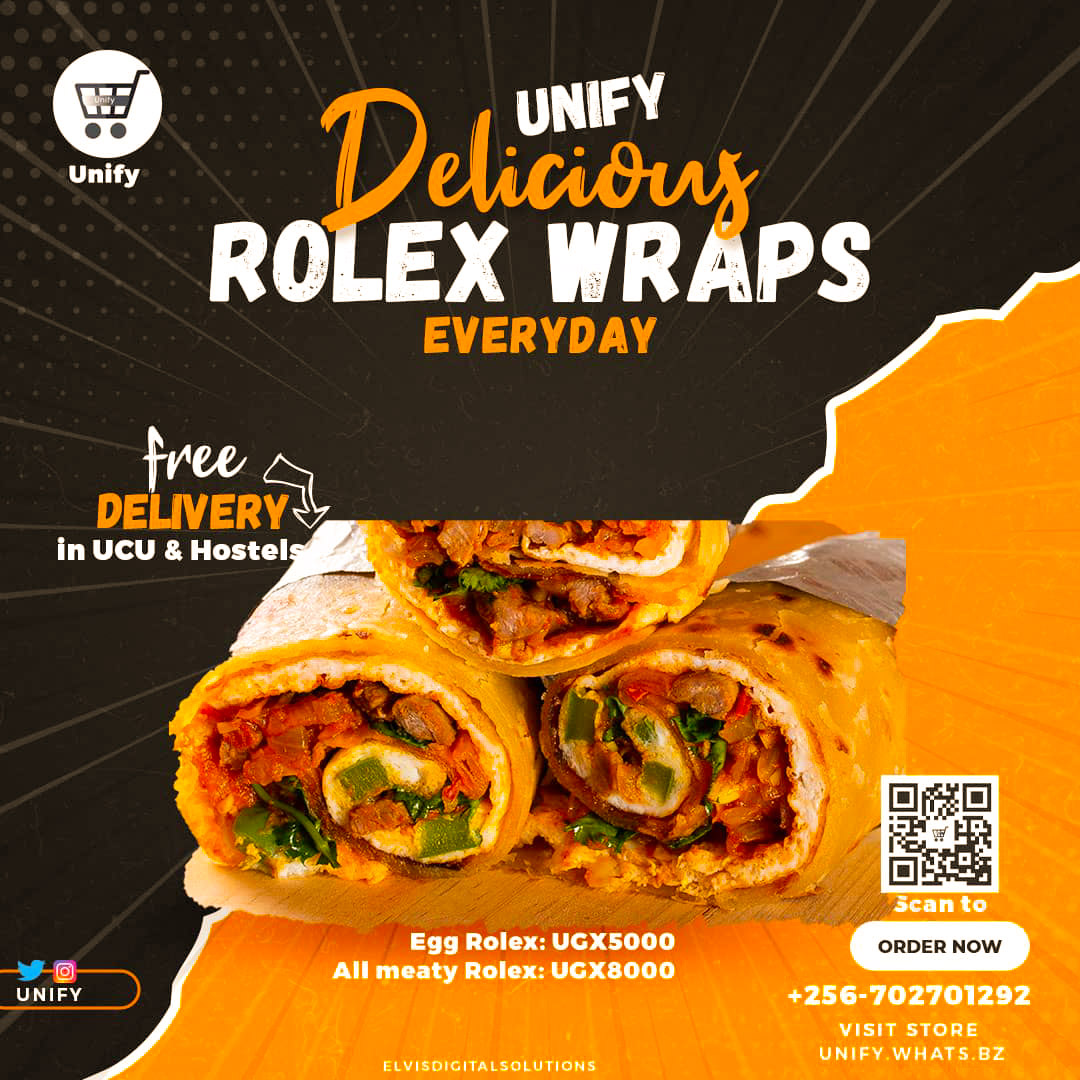 Unify
Unify
UNIFY
Delicious
ROLEX WRAPS
EVERYDAY
free
DELIVERY
in UCU & Hostels
Egg Rolex: UGX5000
All meaty Rolex: UGX8000
Scan to
ORDER NOW
+256-702701292
VISIT STORE
UNIFY.WHATS.BZ
UNIFY
ELVISDIGITALSOLUTIONS